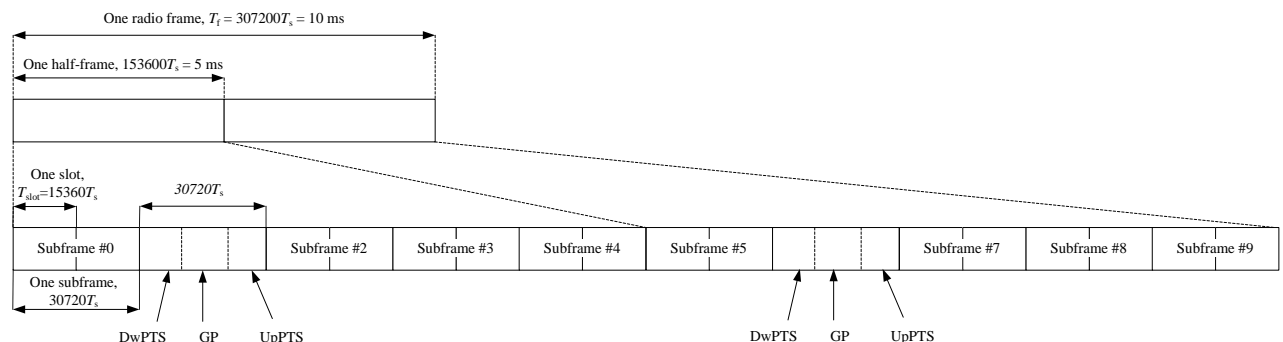 One radio frame, Tf = 307200Ts = 10 ms
One half-frame, 153600Ts = 5 ms
One slot,
Tslot=15360Ts
30720Ts
Subframe #0
Subframe #2
Subframe #3
Subframe #4
Subframe #5
Subframe #7
Subframe #8
Subframe #9
One subframe,
30720Ts
DwPTS
GP
UpPTS
DwPTS
GP
UpPTS